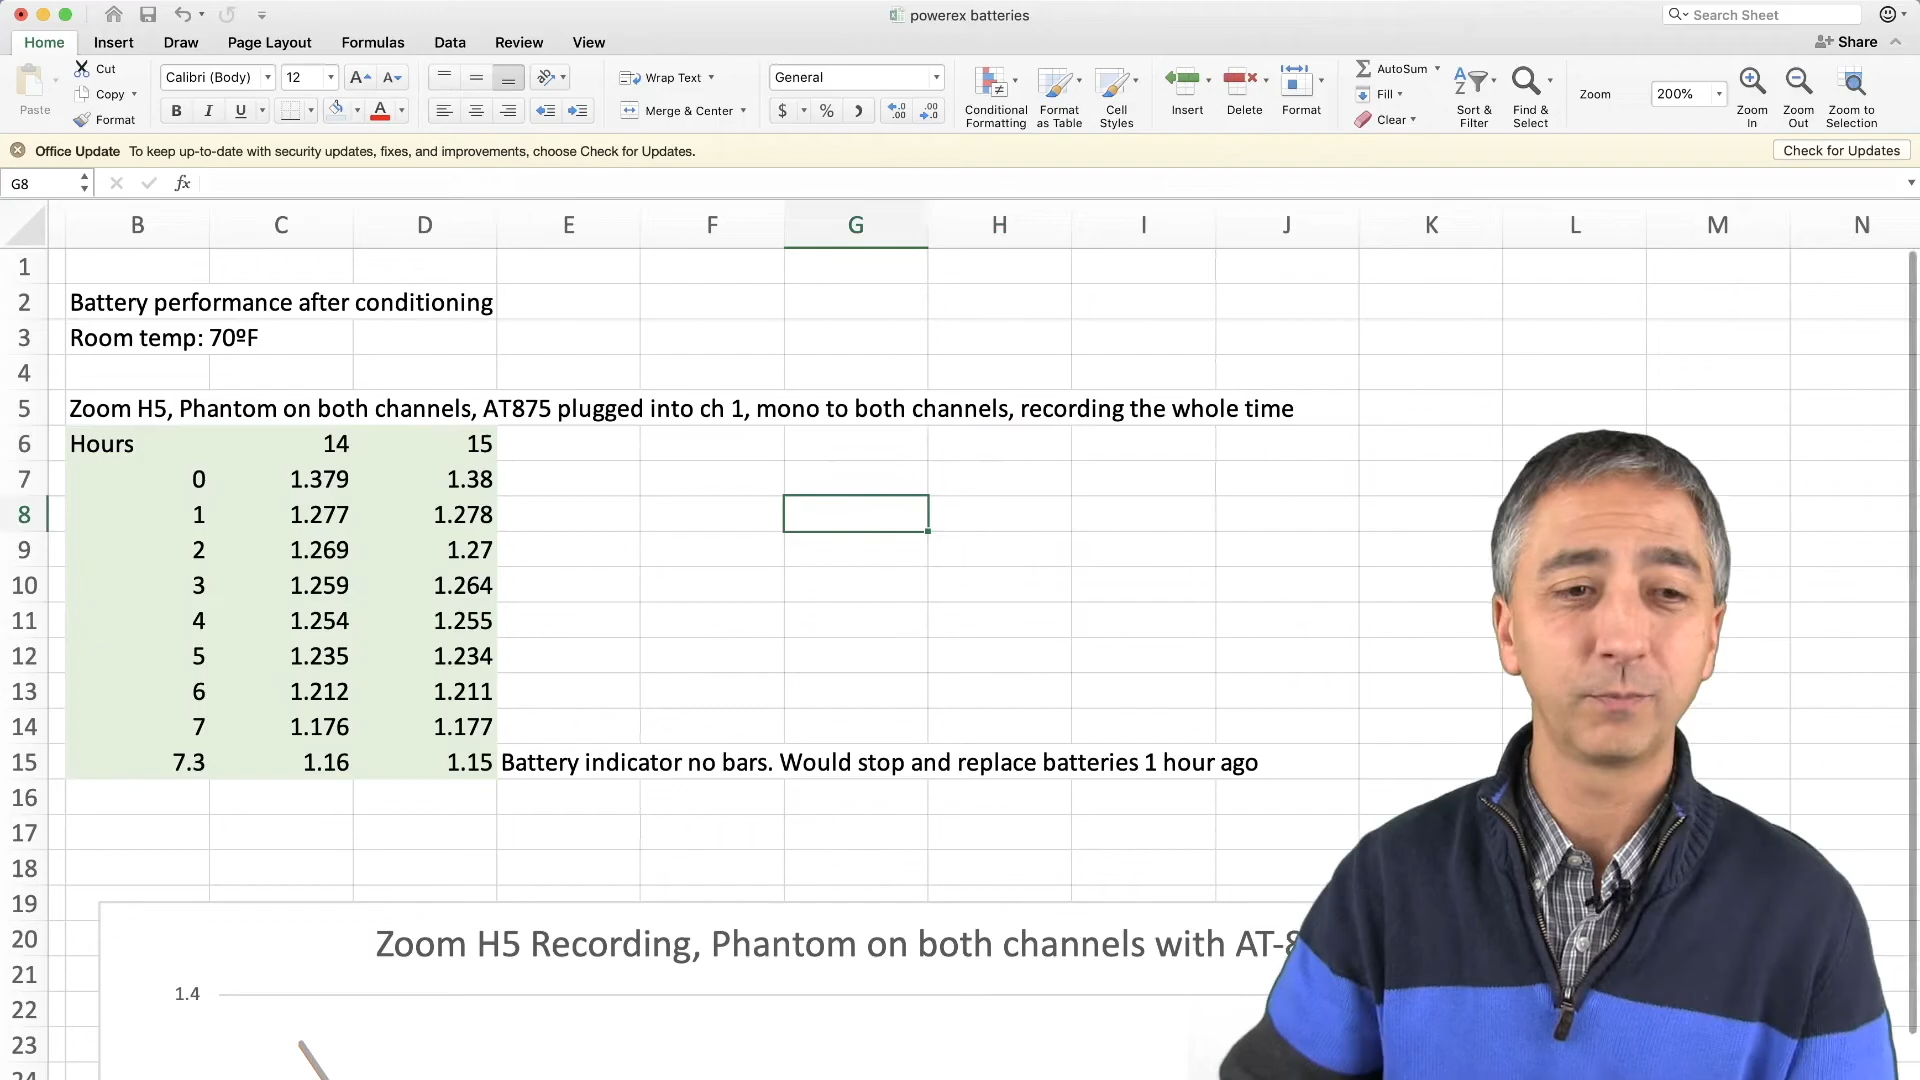 powerex batteries
Search Sheet
Home Insert Draw Page Layout Formulas Data Review View
Share
Paste
Cut
Copy
Format
Calibri (Body) 12
A A
B I U A
Wrap Text
Merge & Center
General
$ %
Conditional Formatting
Format as Table
Cell Styles
Insert Delete Format
AutoSum
Fill
Clear
Sort & Filter
Find & Select
Zoom 200%
Zoom In
Zoom Out
Zoom to Selection
Office Update To keep up-to-date with security updates, fixes, and improvements, choose Check for Updates.
Check for Updates
G8 fx
B C D E F G H I J K L M N
1
2 Battery performance after conditioning
3 Room temp: 70ºF
4
5 Zoom H5, Phantom on both channels, AT875 plugged into ch 1, mono to both channels, recording the whole time
6 Hours 14 15
7 0 1.379 1.38
8 1 1.277 1.278
9 2 1.269 1.27
10 3 1.259 1.264
11 4 1.254 1.255
12 5 1.235 1.234
13 6 1.212 1.211
14 7 1.176 1.177
15 7.3 1.16 1.15 Battery indicator no bars. Would stop and replace batteries 1 hour ago
16
17
18
19
20 Zoom H5 Recording, Phantom on both channels with AT-
21
22 1.4
23
24